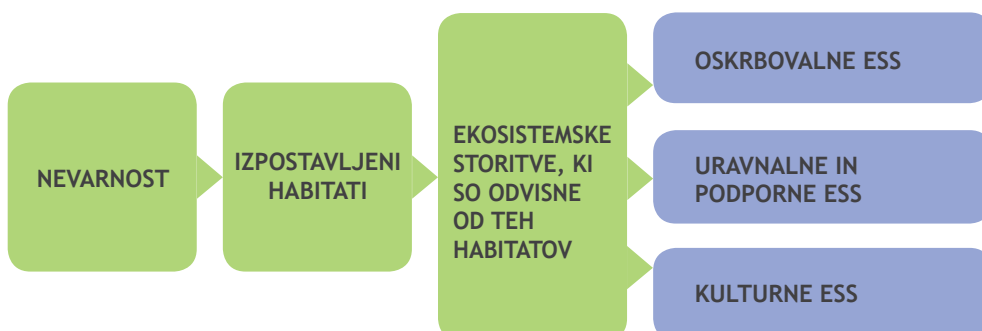 NEVARNOST
IZPOSTAVLJENI
HABITATI
EKOSISTEMSKE
STORITVE, KI
SO ODVISNE
OD TEH
HABITATOV
OSKRBOVALNE ESS
URAVNALNE IN
PODPORNE ESS
KULTURNE ESS